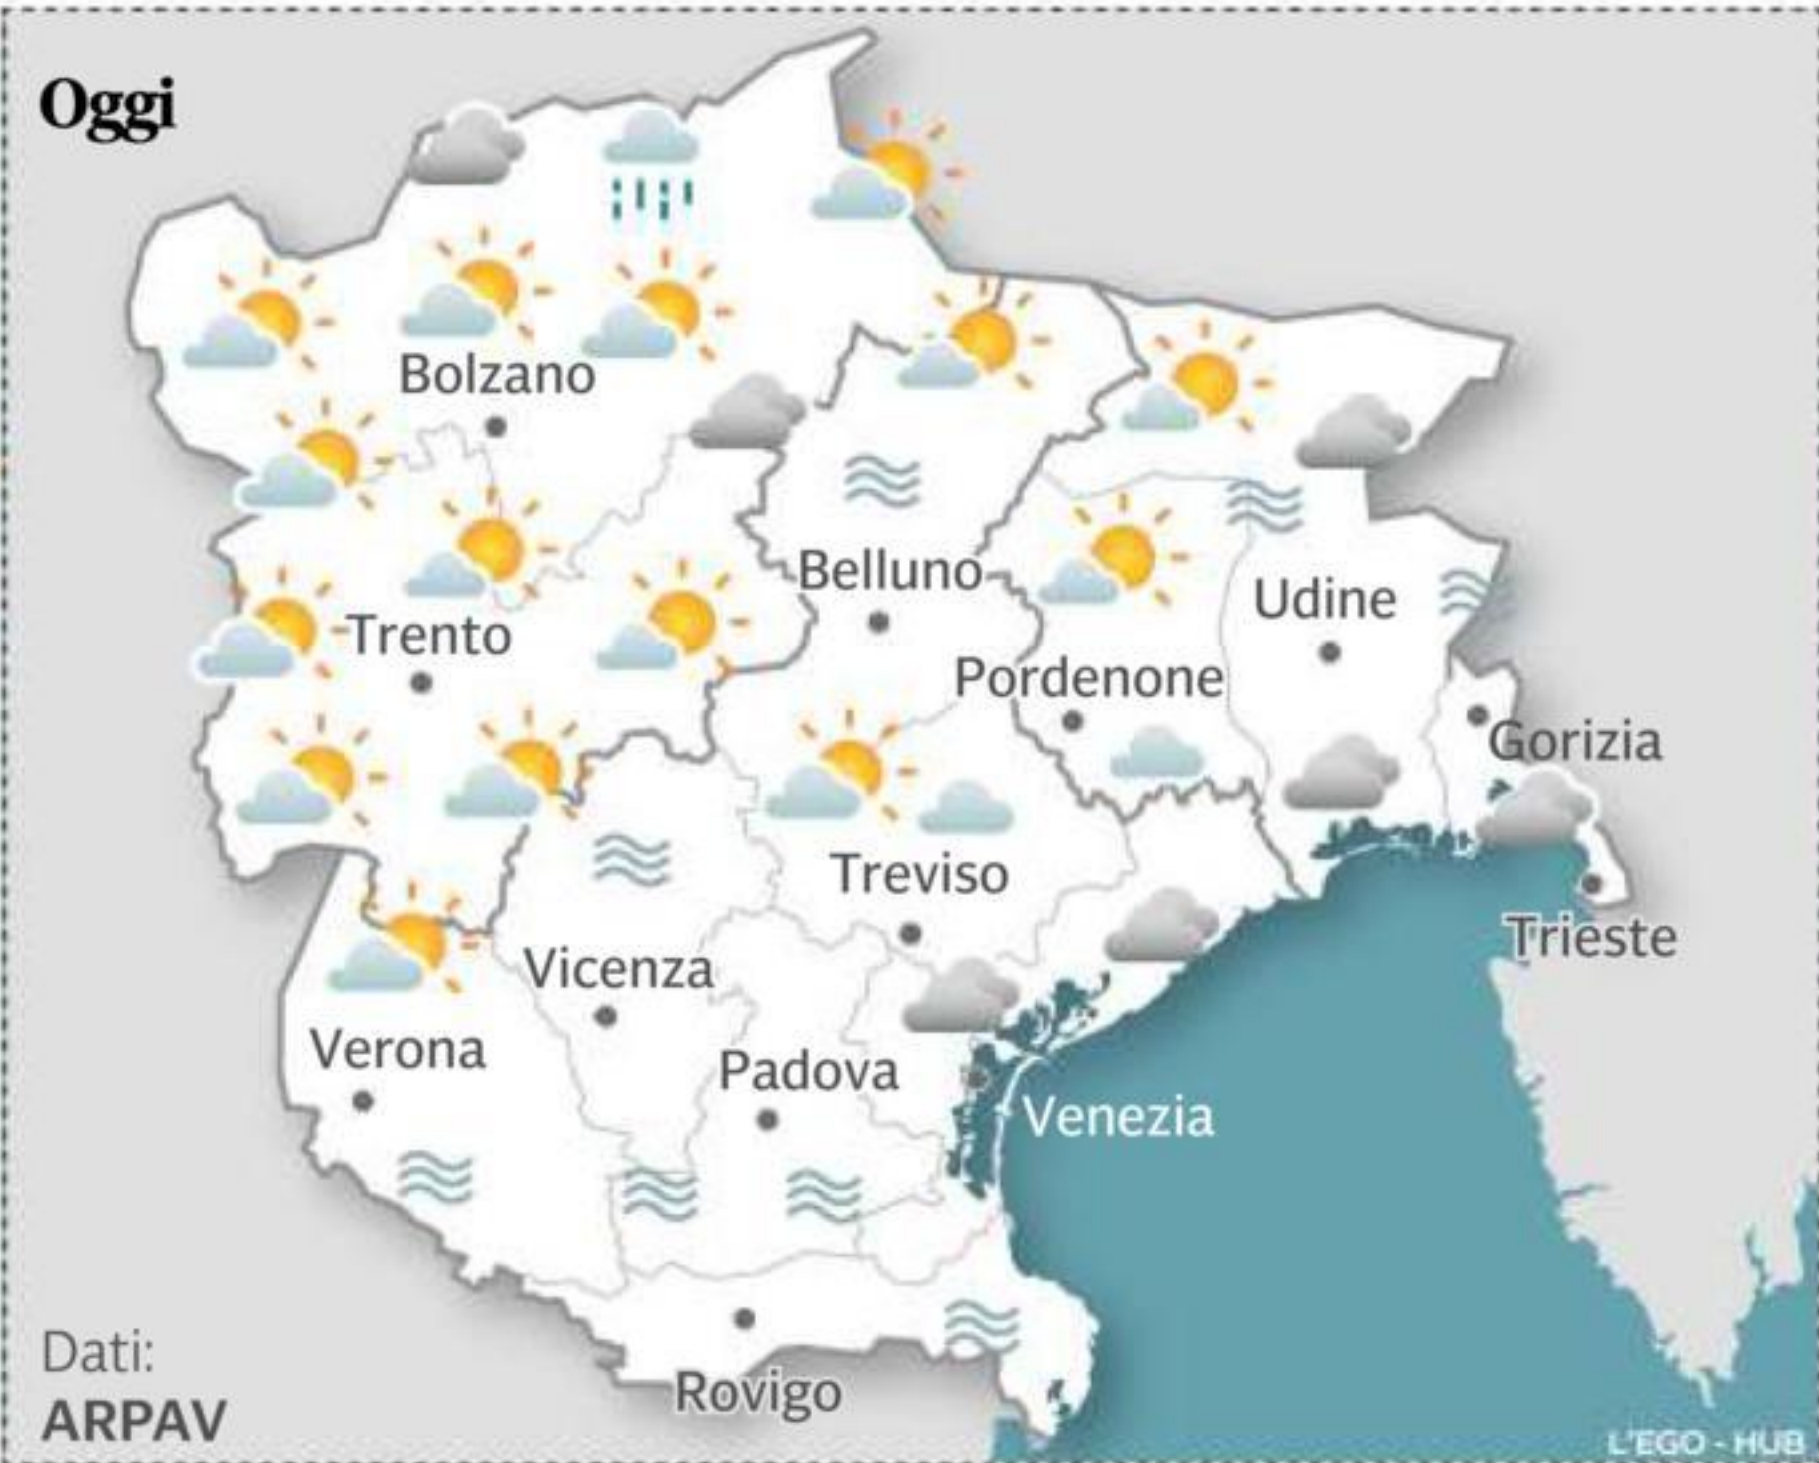 Oggi
Bolzano
Belluno
Udine
Trento
Pordenone
Gorizia
Treviso
Trieste
Vicenza
Verona
Padova
Venezia
Rovigo
Dati:
ARPAV
L'EGO - HUB